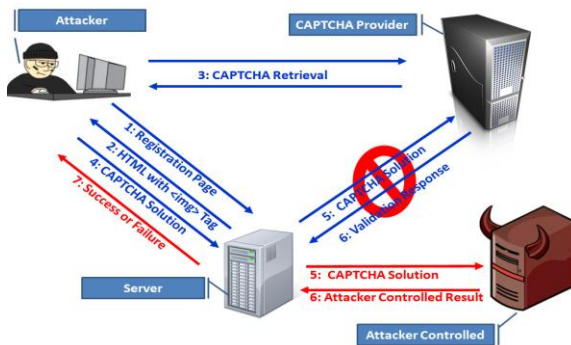 Attacker
CAPTCHA Provider
3: CAPTCHA Retrieval
1: Registration Page
2: HTML with <img> Tag
4: CAPTCHA Solution
7: Success or Failure
5: CAPTCHA Solution
6: Validation Response
Server
5: CAPTCHA Solution
6: Attacker Controlled Result
Attacker Controlled